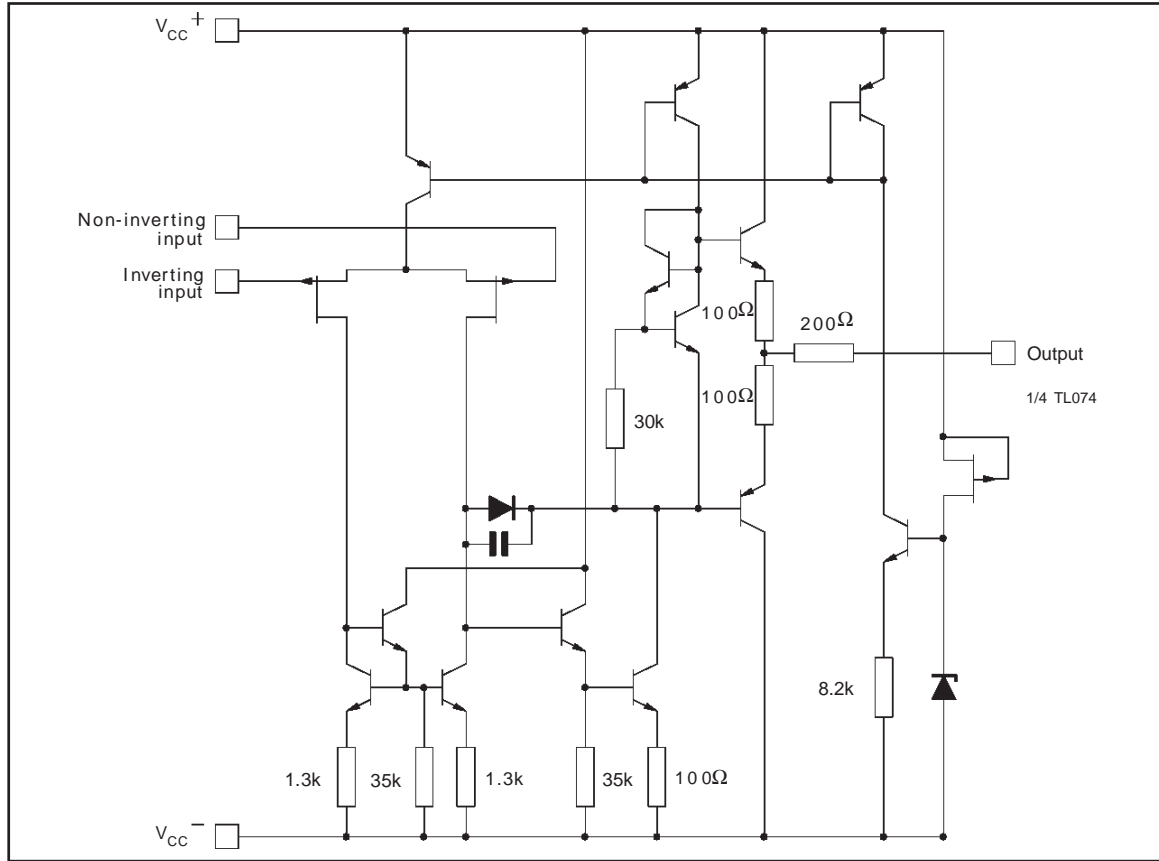 VCC+
Non-inverting
input
Inverting
input
100Ω
200Ω
Output
100Ω
1/4 TL074
30k
8.2k
1.3k
35k
1.3k
35k
100Ω
VCC−